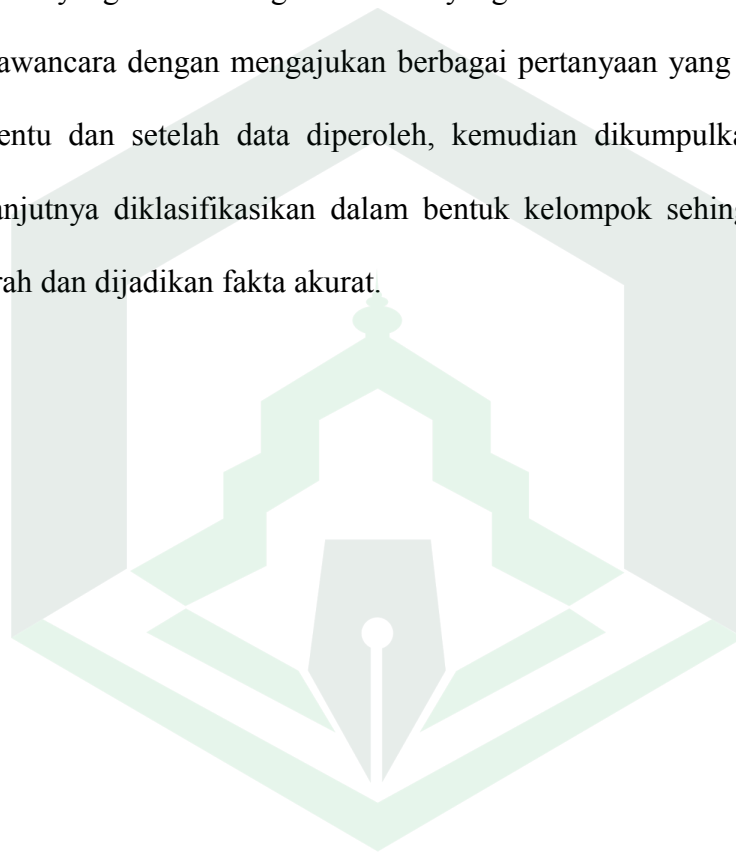 awancara dengan mengajukan berbagai pertanyaan yang
entu dan setelah data diperoleh, kemudian dikumpulka
anjutnya diklasifikasikan dalam bentuk kelompok sehing
rah dan dijadikan fakta akurat.